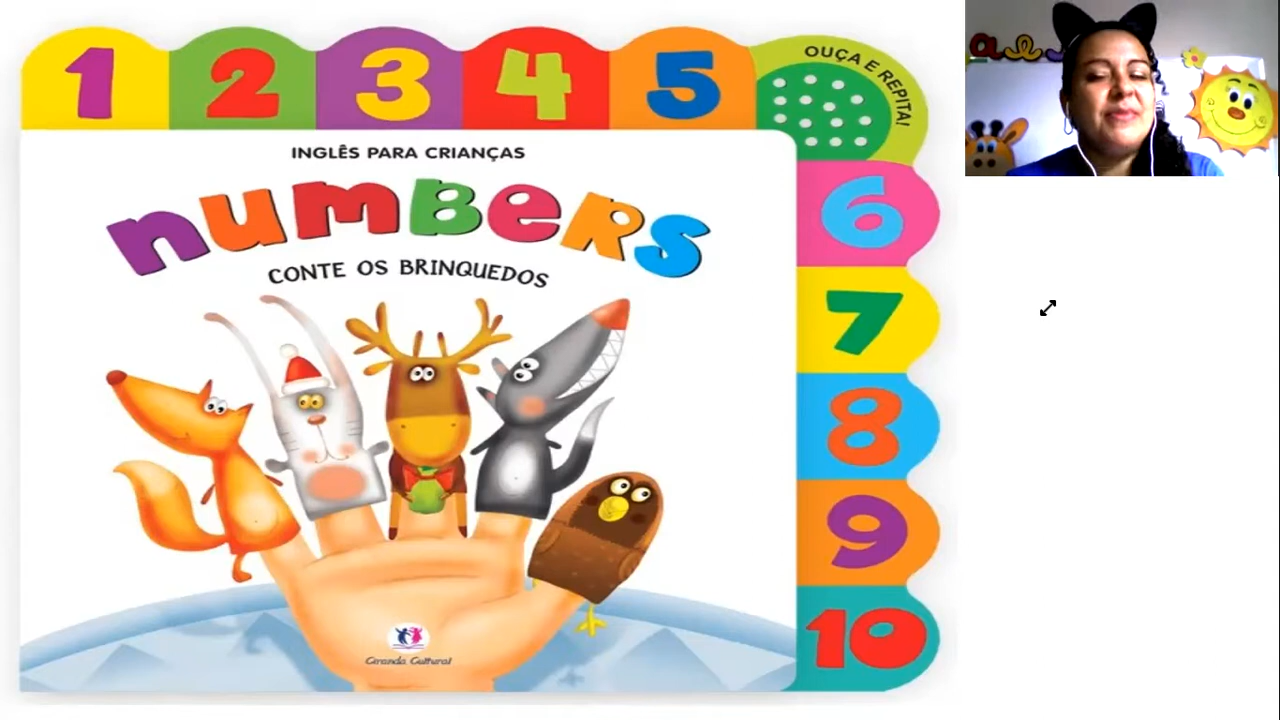 1 2 3 4 5
OUÇA E REPITA!
INGLÊS PARA CRIANÇAS
numBeRs
CONTE OS BRINQUEDOS
6
7
8
9
10
Ciranda Cultural